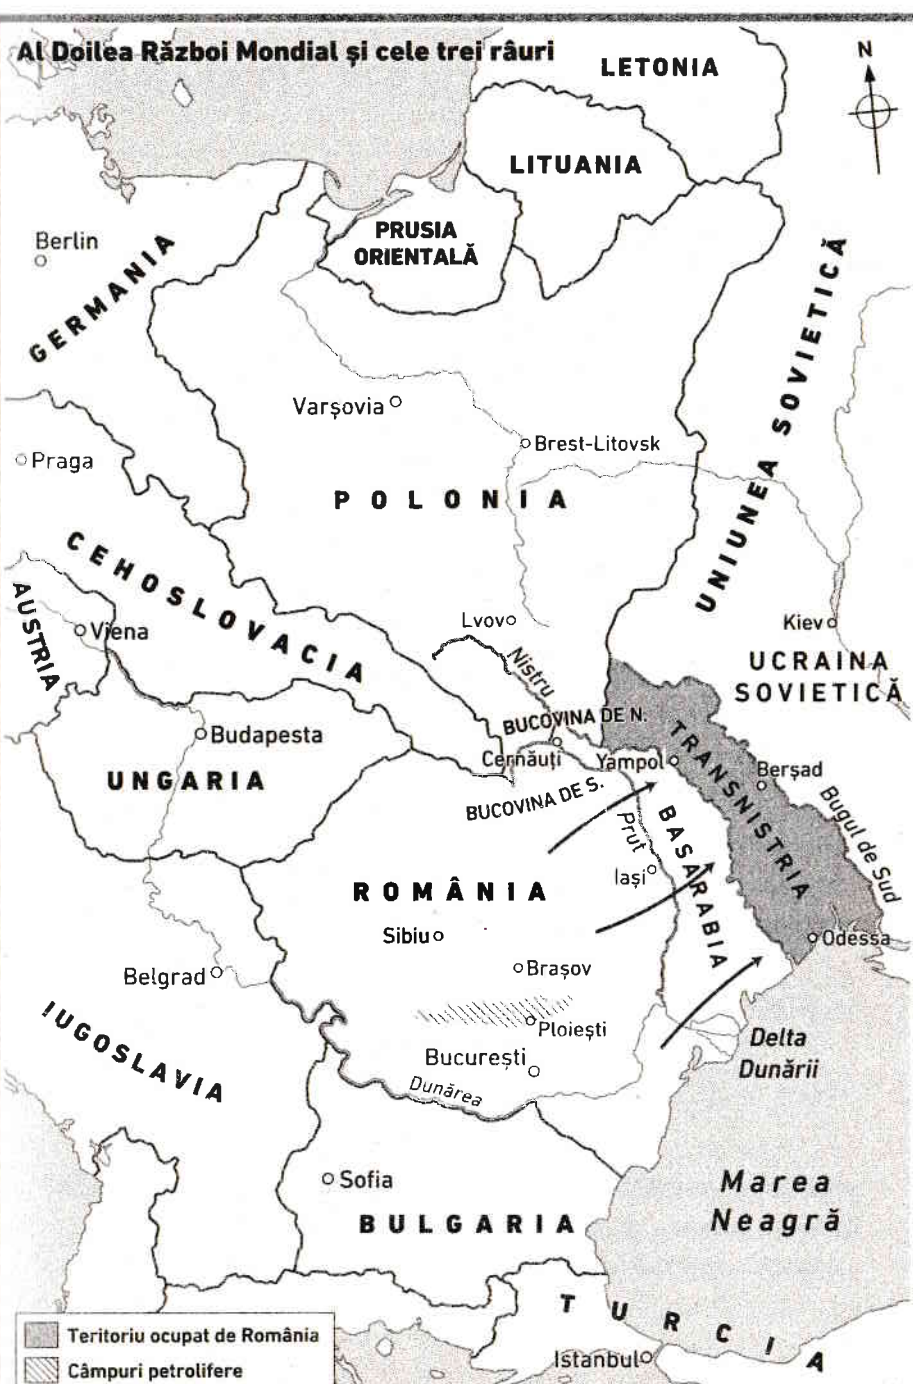 Al Doilea Război Mondial și cele trei râuri
N
LETONIA
LITUANIA
PRUSIA
ORIENTALĂ
Berlin
GERMANIA
UNIUNEA SOVIETICĂ
Varșovia
Brest-Litovsk
Praga
POLONIA
CEHOSLOVACIA
AUSTRIA
Viena
Lvov
Kiev
Nistru
UCRAINA
SOVIETICĂ
BUCOVINA DE N.
Budapesta
Cernăuți
Yampol
TRANSNISTRIA
Berșad
UNGARIA
BUCOVINA DE S.
Bugul de Sud
Prut
BASARABIA
Iași
ROMÂNIA
Sibiu
Odessa
Brașov
Belgrad
IUGOSLAVIA
Ploiești
București
Delta
Dunării
Dunărea
Sofia
Marea
Neagră
BULGARIA
TURCIA
Teritoriu ocupat de România
Istanbul
Câmpuri petrolifere